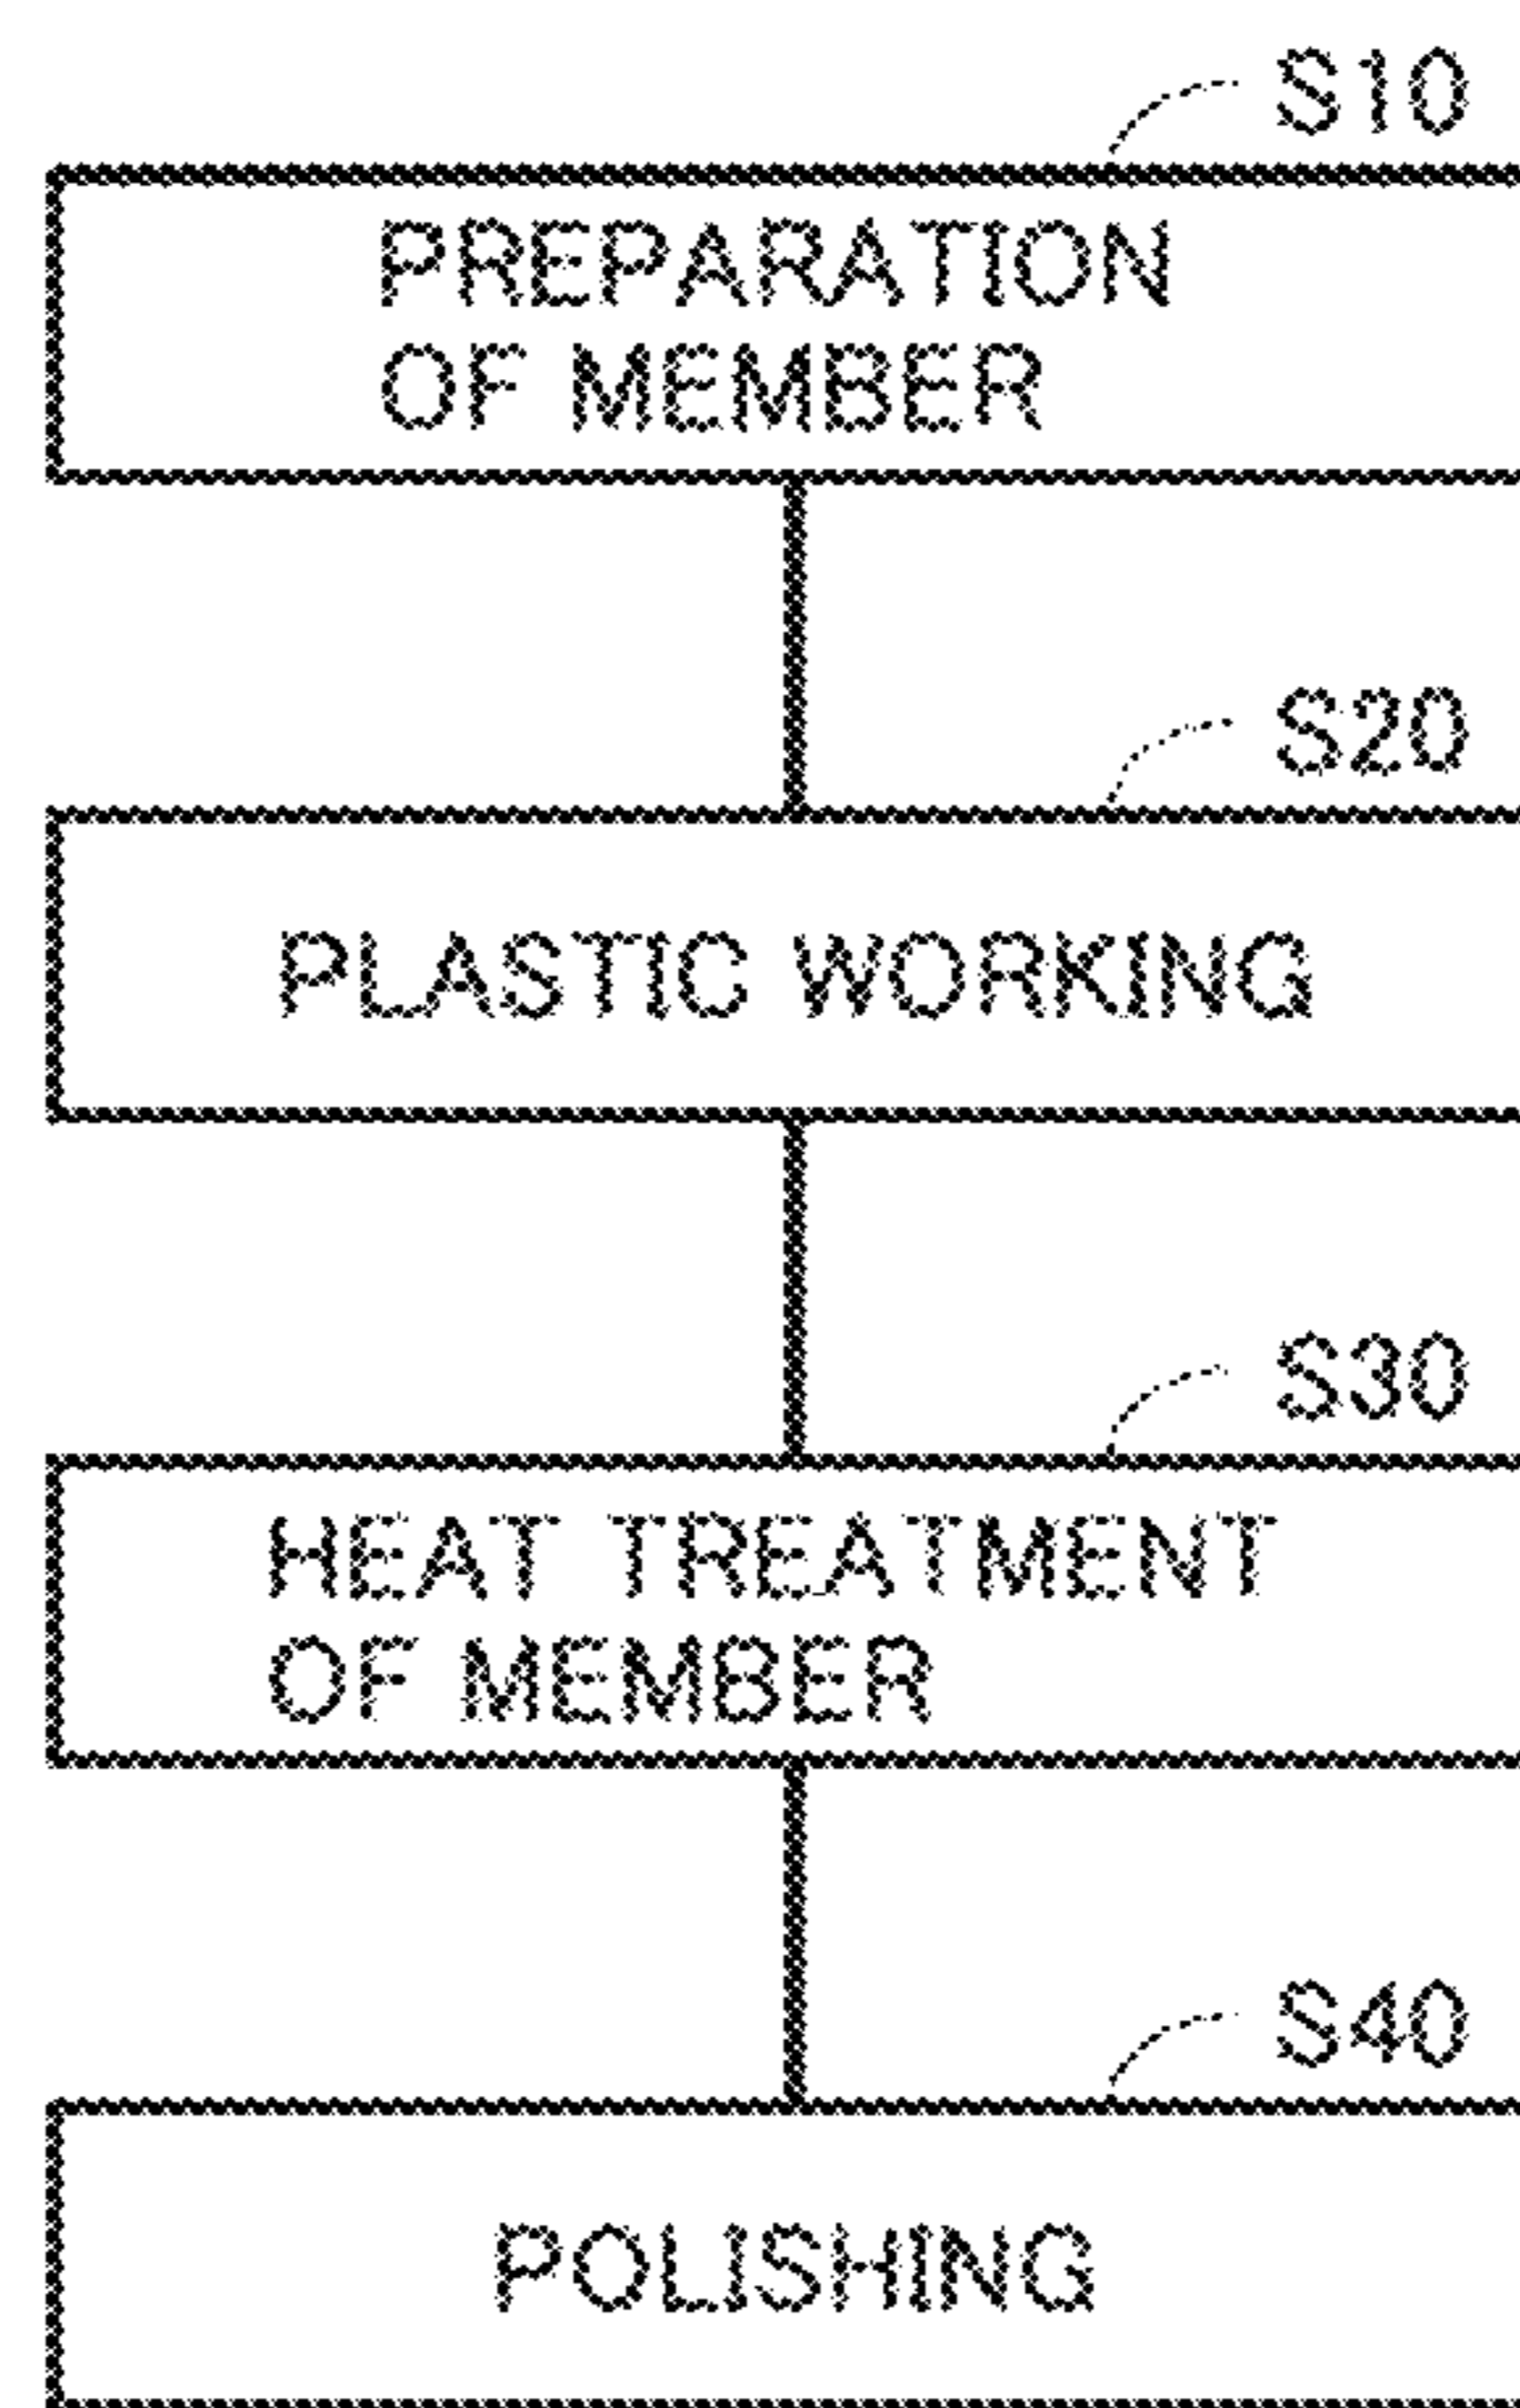 S10
PREPARATION
OF MEMBER
S20
PLASTIC WORKING
S30
HEAT TREATMENT
OF MEMBER
S40
POLISHING